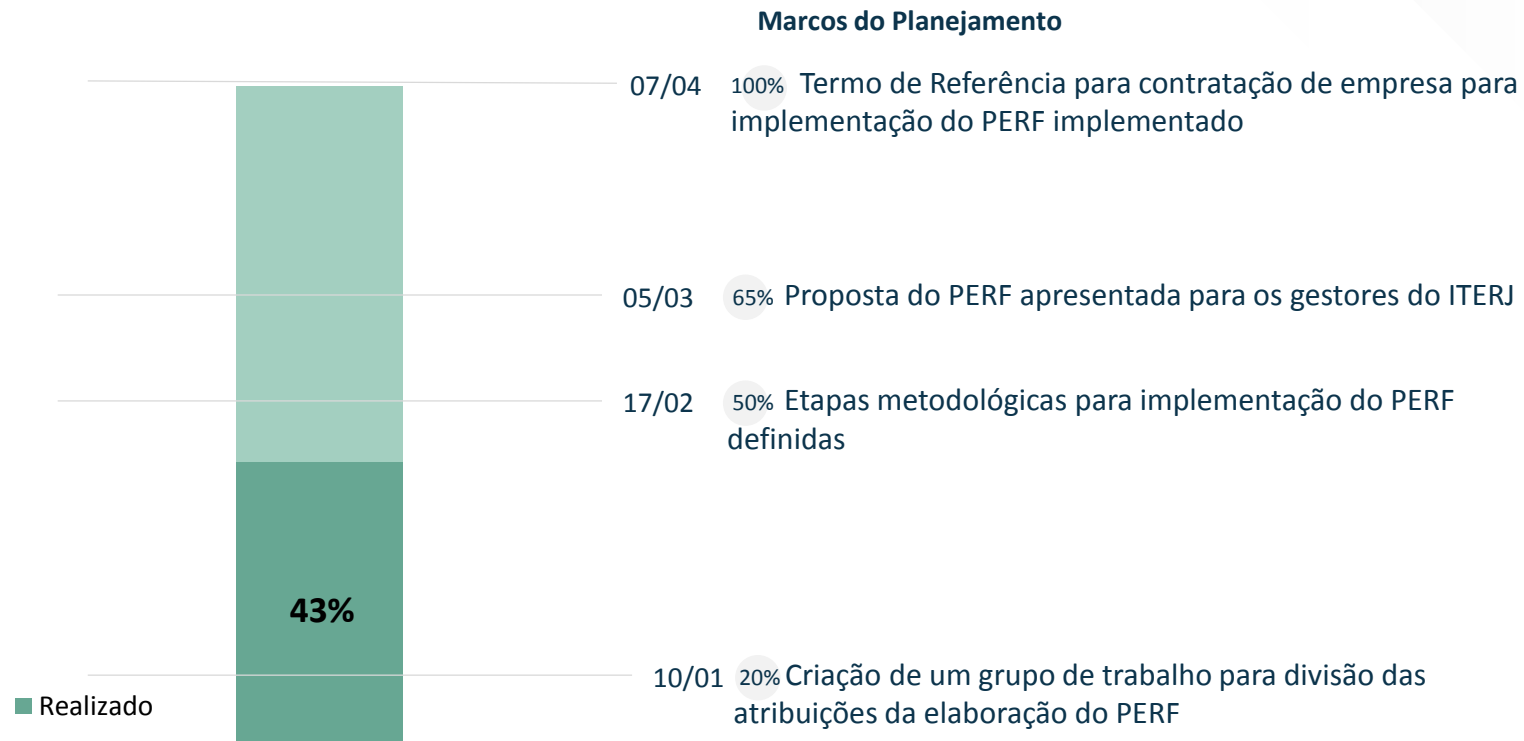 Marcos do Planejamento
07/04 100% Termo de Referência para contratação de empresa para
implementação do PERF implementado
05/03 65% Proposta do PERF apresentada para os gestores do ITERJ
17/02 50% Etapas metodológicas para implementação do PERF
definidas
43%
10/01 20% Criação de um grupo de trabalho para divisão das
atribuições da elaboração do PERF
Realizado